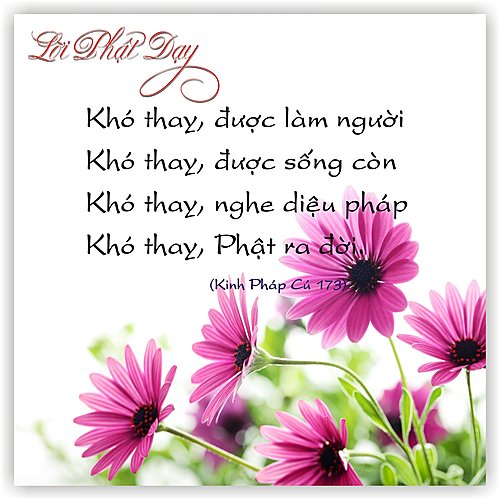 Lời Phật Dạy
Khó thay, được làm người
Khó thay, được sống còn
Khó thay, nghe diệu pháp
Khó thay, Phật ra đời.
(Kinh Pháp Cú 173)